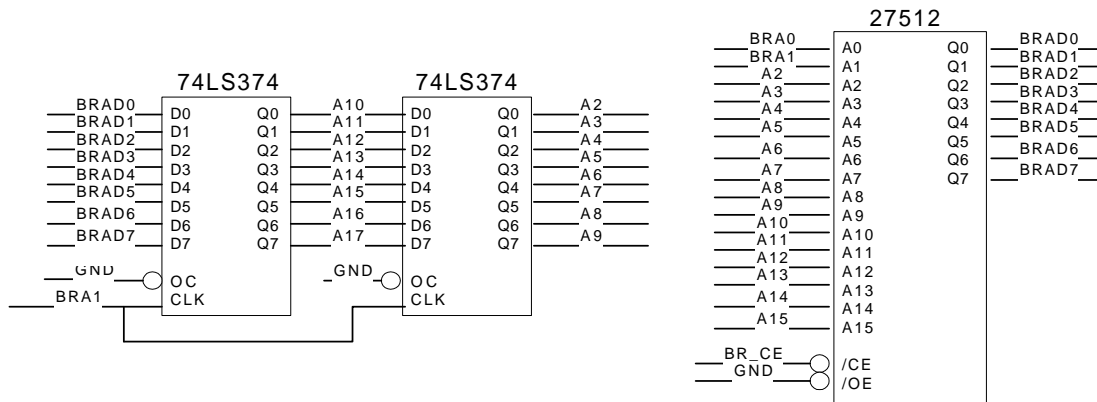 27512
74LS374
74LS374
BRAD0 D0 Q0 A10 D0 Q0 A2
BRAD1 D1 Q1 A11 D1 Q1 A3
BRAD2 D2 Q2 A12 D2 Q2 A4
BRAD3 D3 Q3 A13 D3 Q3 A5
BRAD4 D4 Q4 A14 D4 Q4 A6
BRAD5 D5 Q5 A15 D5 Q5 A7
BRAD6 D6 Q6 A16 D6 Q6 A8
BRAD7 D7 Q7 A17 D7 Q7 A9
GND OC GND OC
BRA1 CLK CLK
BRA0 A0 Q0 BRAD0
BRA1 A1 Q1 BRAD1
A2 A2 Q2 BRAD2
A3 A3 Q3 BRAD3
A4 A4 Q4 BRAD4
A5 A5 Q5 BRAD5
A6 A6 Q6 BRAD6
A7 A7 Q7 BRAD7
A8 A8
A9 A9
A10 A10
A11 A11
A12 A12
A13 A13
A14 A14
A15 A15
BR_CE /CE
GND /OE